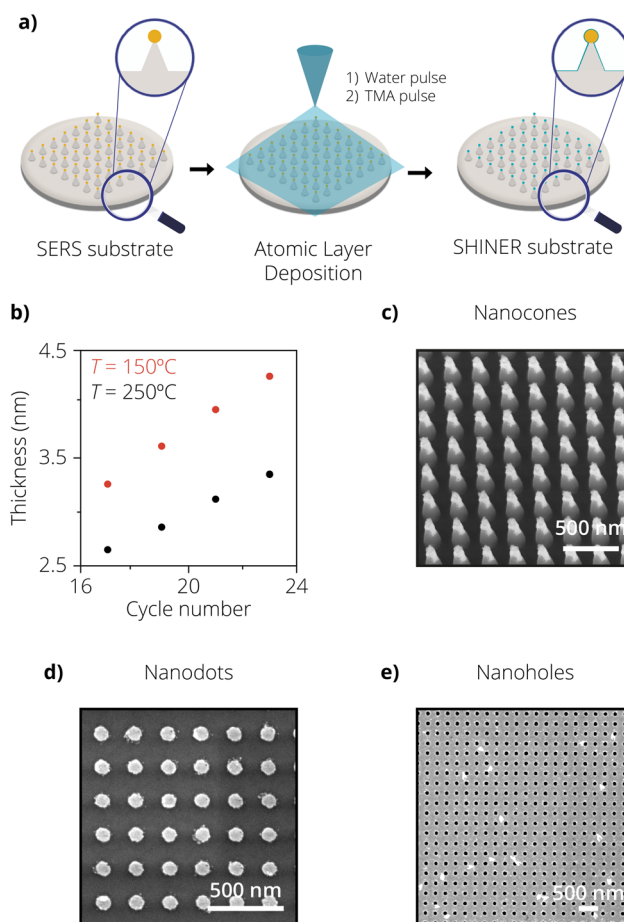 a)
1) Water pulse
2) TMA pulse
SERS substrate
Atomic Layer
Deposition
SHINER substrate
b)
T = 150ºC
T = 250ºC
Thickness (nm)
4.5
3.5
2.5
16
20
24
Cycle number
c)
Nanocones
500 nm
d)
Nanodots
500 nm
e)
Nanoholes
500 nm